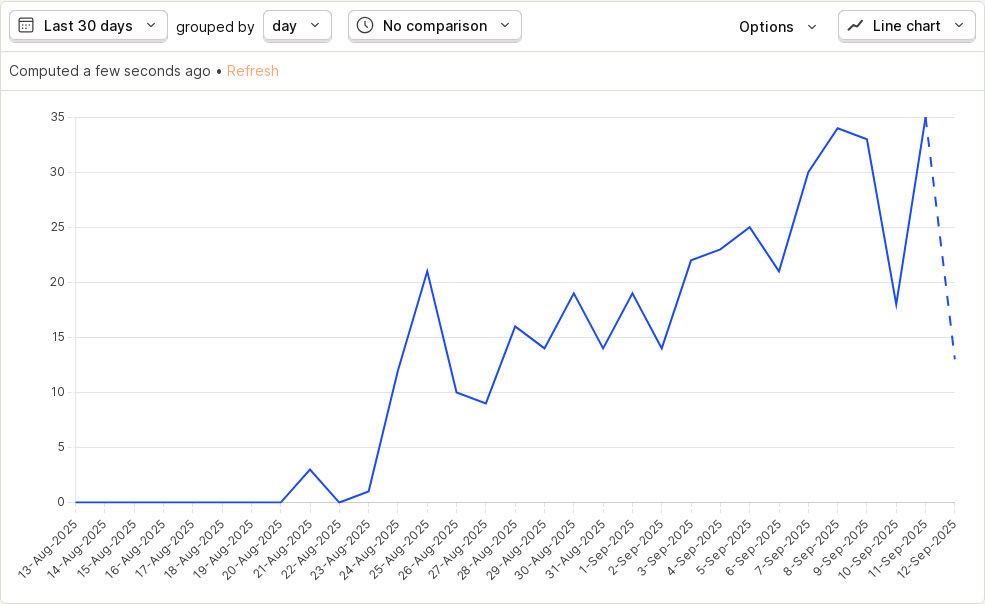 Last 30 days grouped by day No comparison Options Line chart
Computed a few seconds ago • Refresh
35
30
25
20
15
10
5
0
13-Aug-2025
14-Aug-2025
15-Aug-2025
16-Aug-2025
17-Aug-2025
18-Aug-2025
19-Aug-2025
20-Aug-2025
21-Aug-2025
22-Aug-2025
23-Aug-2025
24-Aug-2025
25-Aug-2025
26-Aug-2025
27-Aug-2025
28-Aug-2025
29-Aug-2025
30-Aug-2025
31-Aug-2025
1-Sep-2025
2-Sep-2025
3-Sep-2025
4-Sep-2025
5-Sep-2025
6-Sep-2025
7-Sep-2025
8-Sep-2025
9-Sep-2025
10-Sep-2025
11-Sep-2025
12-Sep-2025